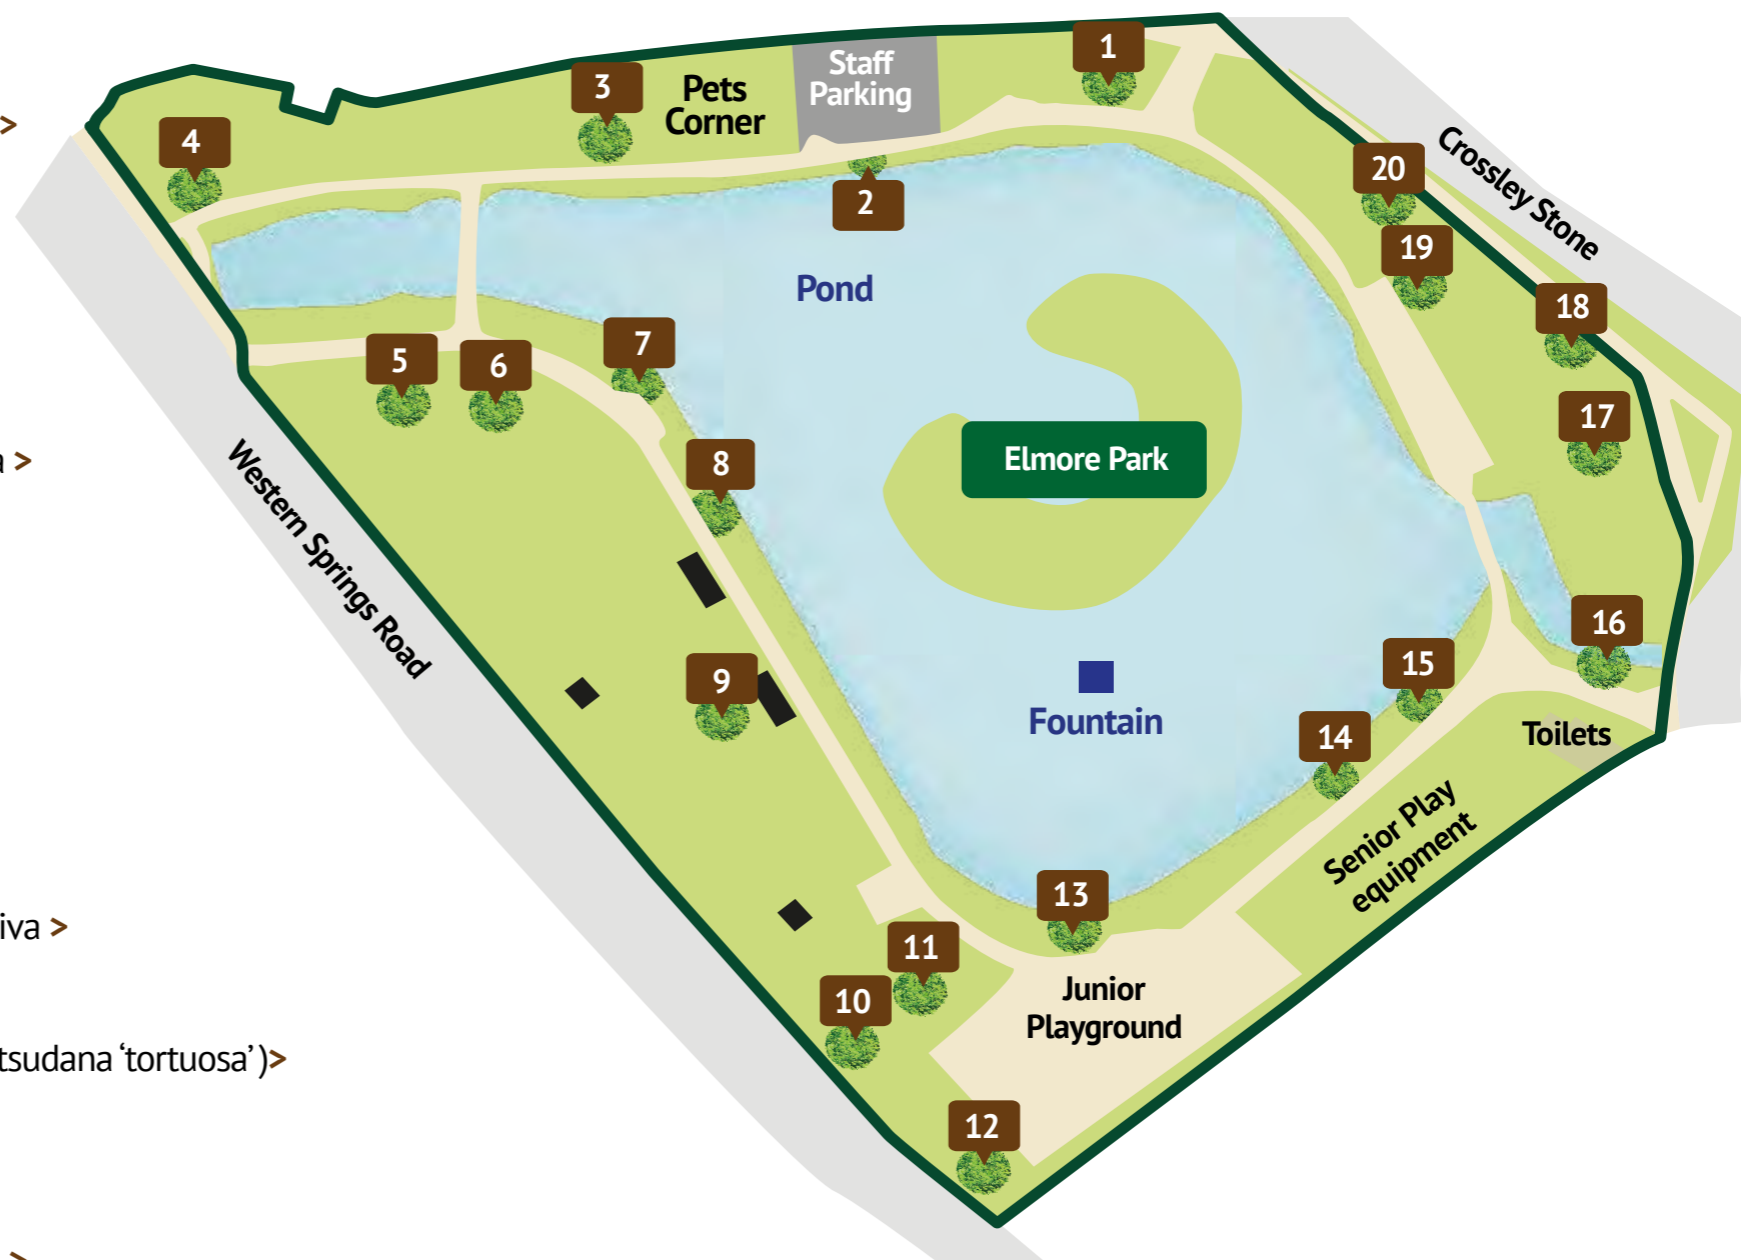 >
a >
iva >
tsudana ‘tortuosa’)>
>
1
Staff
Parking
3
Pets
Corner
4
20
Crossley Stone
2
19
Pond
18
7
5
6
17
8
Elmore Park
Western Springs Road
16
15
9
Fountain
14
Toilets
Senior Play
equipment
13
11
10
Junior
Playground
12